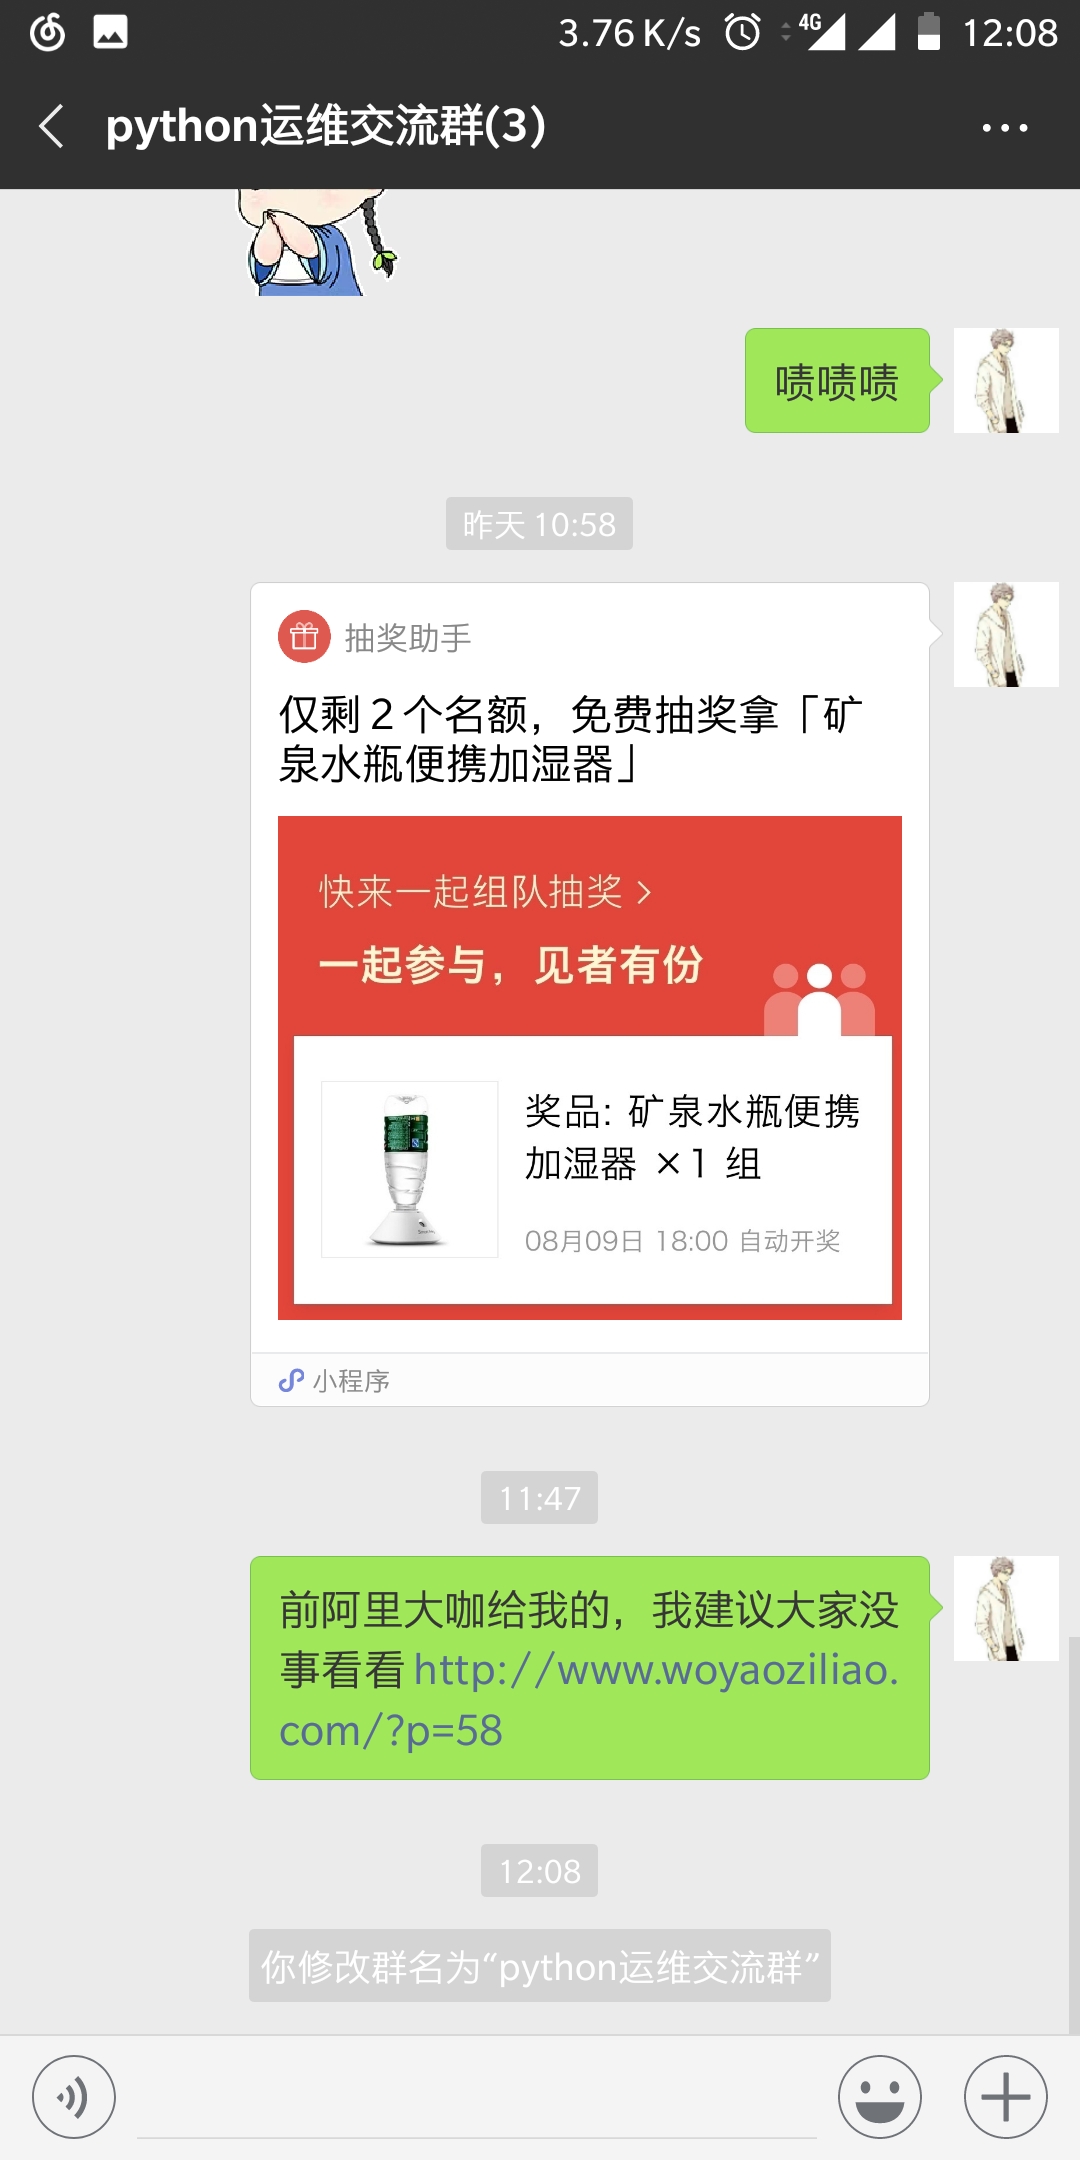 3.76 K/s 4G 12:08
python运维交流群(3)
啧啧啧
昨天 10:58
抽奖助手
仅剩 2 个名额，免费抽奖拿「矿
泉水瓶便携加湿器」
快来一起组队抽奖 >
一起参与，见者有份
奖品: 矿泉水瓶便携
加湿器 ×1 组
08月09日 18:00 自动开奖
小程序
11:47
前阿里大咖给我的，我建议大家没
事看看http://www.woyaoziliao.
com/?p=58
12:08
你修改群名为“python运维交流群”